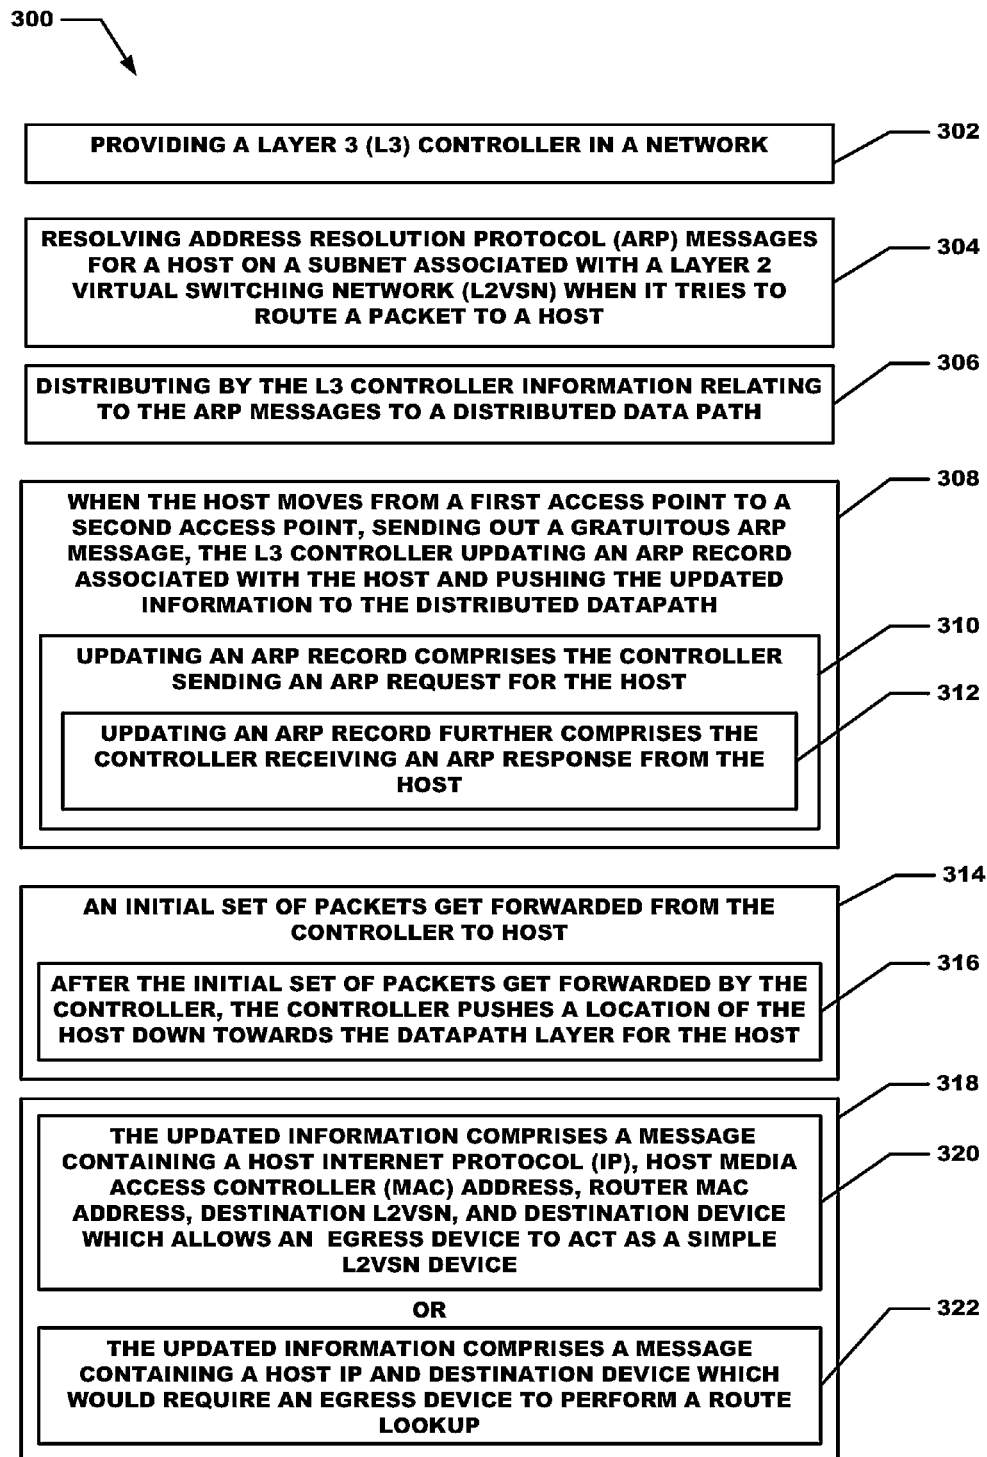 300
PROVIDING A LAYER 3 (L3) CONTROLLER IN A NETWORK
302
RESOLVING ADDRESS RESOLUTION PROTOCOL (ARP) MESSAGES
FOR A HOST ON A SUBNET ASSOCIATED WITH A LAYER 2
VIRTUAL SWITCHING NETWORK (L2VSN) WHEN IT TRIES TO
ROUTE A PACKET TO A HOST
304
DISTRIBUTING BY THE L3 CONTROLLER INFORMATION RELATING
TO THE ARP MESSAGES TO A DISTRIBUTED DATA PATH
306
WHEN THE HOST MOVES FROM A FIRST ACCESS POINT TO A
SECOND ACCESS POINT, SENDING OUT A GRATUITOUS ARP
MESSAGE, THE L3 CONTROLLER UPDATING AN ARP RECORD
ASSOCIATED WITH THE HOST AND PUSHING THE UPDATED
INFORMATION TO THE DISTRIBUTED DATAPATH
308
UPDATING AN ARP RECORD COMPRISES THE CONTROLLER
SENDING AN ARP REQUEST FOR THE HOST
310
UPDATING AN ARP RECORD FURTHER COMPRISES THE
CONTROLLER RECEIVING AN ARP RESPONSE FROM THE
HOST
312
AN INITIAL SET OF PACKETS GET FORWARDED FROM THE
CONTROLLER TO HOST
314
AFTER THE INITIAL SET OF PACKETS GET FORWARDED BY THE
CONTROLLER, THE CONTROLLER PUSHES A LOCATION OF THE
HOST DOWN TOWARDS THE DATAPATH LAYER FOR THE HOST
316
318
THE UPDATED INFORMATION COMPRISES A MESSAGE
CONTAINING A HOST INTERNET PROTOCOL (IP), HOST MEDIA
ACCESS CONTROLLER (MAC) ADDRESS, ROUTER MAC
ADDRESS, DESTINATION L2VSN, AND DESTINATION DEVICE
WHICH ALLOWS AN EGRESS DEVICE TO ACT AS A SIMPLE
L2VSN DEVICE
320
OR
THE UPDATED INFORMATION COMPRISES A MESSAGE
CONTAINING A HOST IP AND DESTINATION DEVICE WHICH
WOULD REQUIRE AN EGRESS DEVICE TO PERFORM A ROUTE
LOOKUP
322